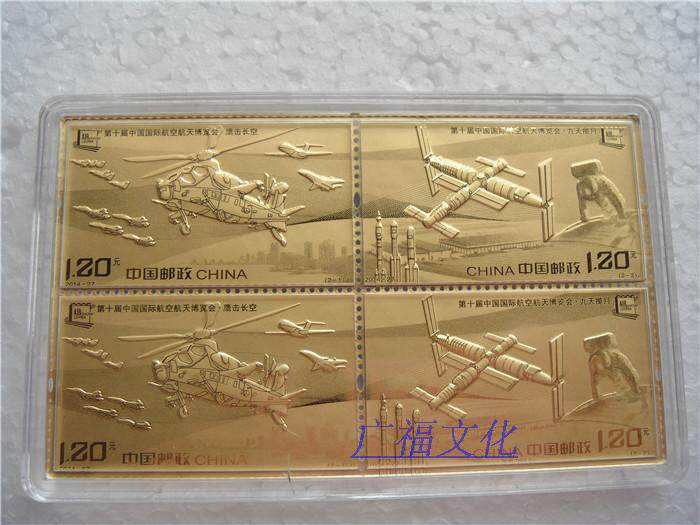 第十届中国国际航空航天博览会·鹰击长空
第十届中国国际航空航天博览会·九天揽月
1.20元 中国邮政 CHINA
2014-27
CHINA 中国邮政 1.20元
(2-2)
第十届中国国际航空航天博览会·鹰击长空
第十届中国国际航空航天博览会·九天揽月
1.20元 中国邮政 CHINA
CHINA 中国邮政 1.20元
广福文化